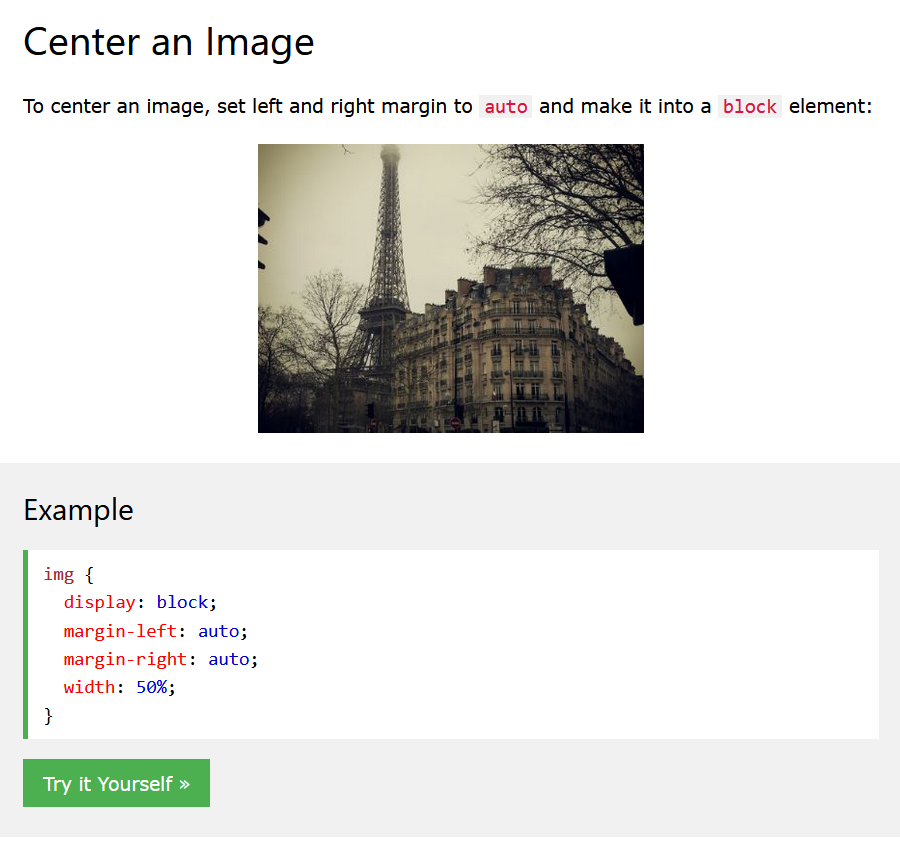 Center an Image
To center an image, set left and right margin to auto and make it into a block element:
Example
img {
  display: block;
  margin-left: auto;
  margin-right: auto;
  width: 50%;
}
Try it Yourself »